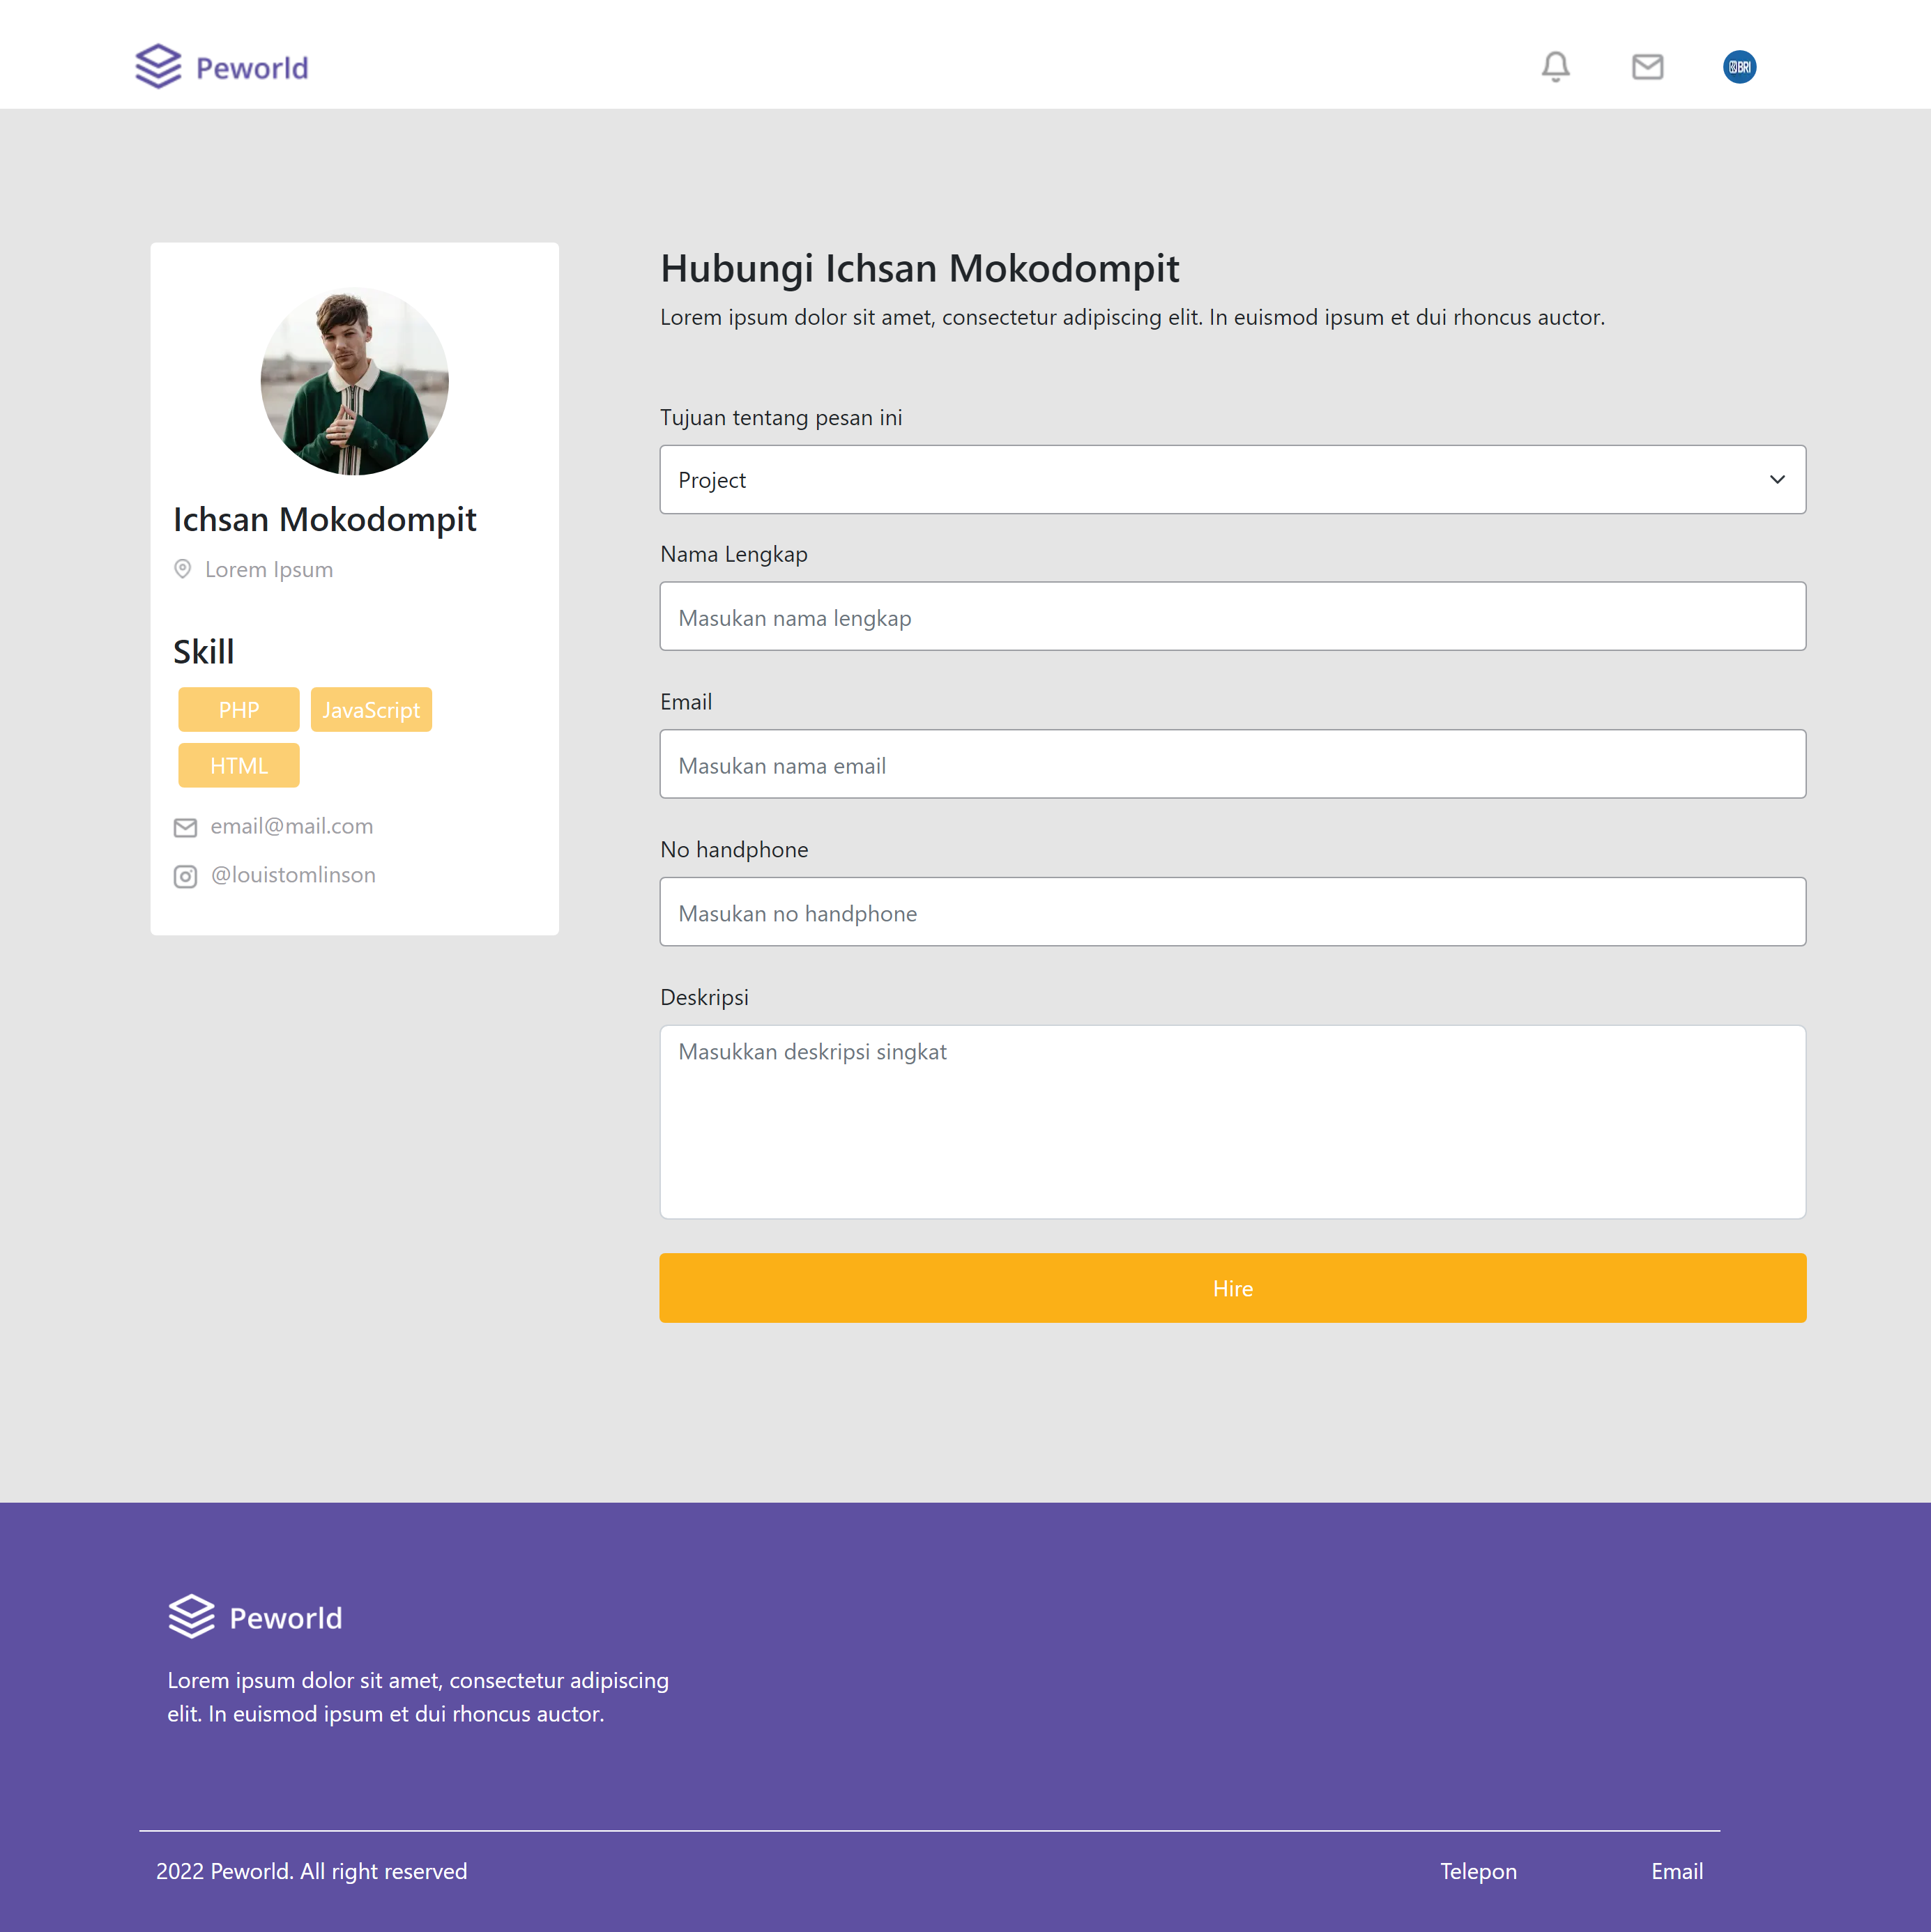 Peworld
BRI
Ichsan Mokodompit
Lorem Ipsum
Skill
PHP JavaScript
HTML
email@mail.com
@louistomlinson
Hubungi Ichsan Mokodompit
Lorem ipsum dolor sit amet, consectetur adipiscing elit. In euismod ipsum et dui rhoncus auctor.
Tujuan tentang pesan ini
Project
Nama Lengkap
Masukan nama lengkap
Email
Masukan nama email
No handphone
Masukan no handphone
Deskripsi
Masukkan deskripsi singkat
Hire
Peworld
Lorem ipsum dolor sit amet, consectetur adipiscing
elit. In euismod ipsum et dui rhoncus auctor.
2022 Peworld. All right reserved Telepon Email